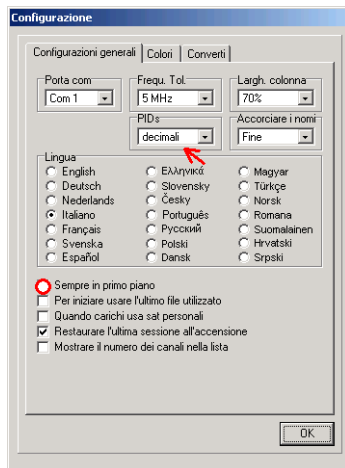 Configurazione
Configurazioni generali Colori Converti
Porta com Frequ. Tol. Largh. colonna
Com 1 5 MHz 70%
PIDs Accorciare i nomi
decimali Fine
Lingua
English Ελληνικά Magyar
Deutsch Slovensky Türkçe
Nederlands Česky Norsk
Italiano Português Romana
Français Русский Suomalainen
Svenska Polski Hrvatski
Español Dansk Srpski
Sempre in primo piano
Per iniziare usare l'ultimo file utilizzato
Quando carichi usa sat personali
Restaurare l'ultima sessione all'accensione
Mostrare il numero dei canali nella lista
OK